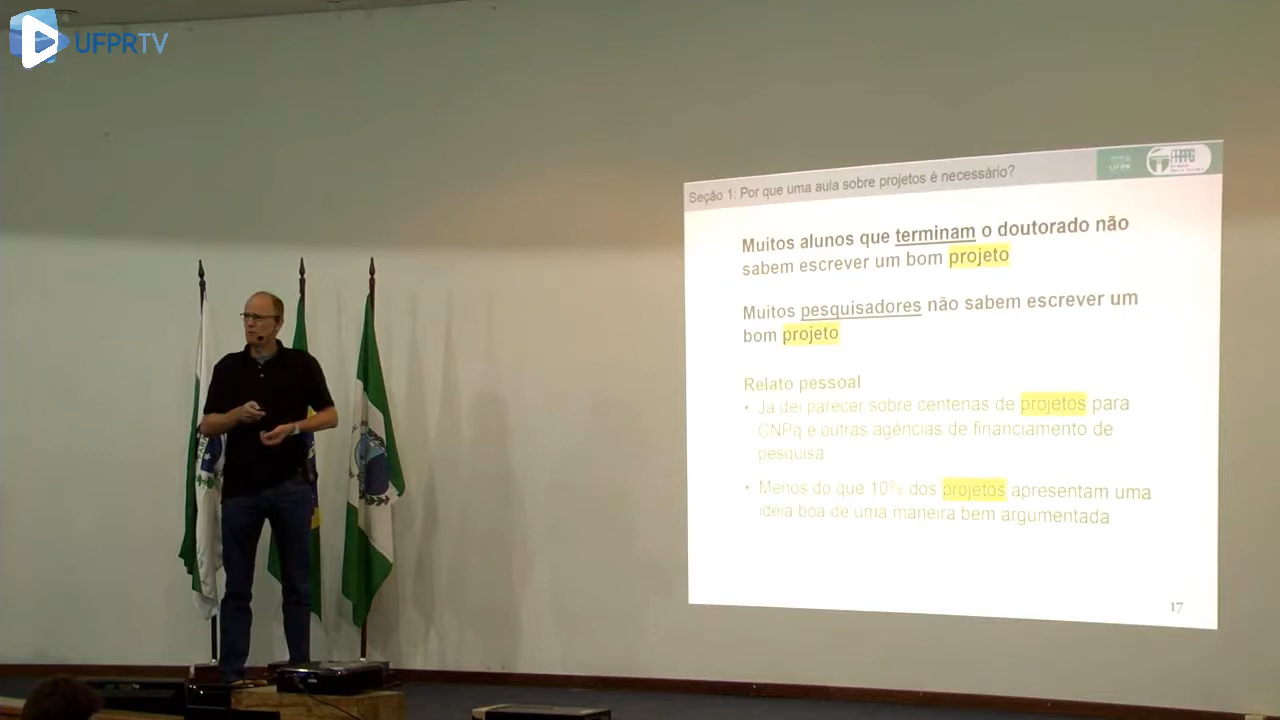 UFPRTV
Seção 1: Por que uma aula sobre projetos é necessário?
Muitos alunos que terminam o doutorado não
sabem escrever um bom projeto
Muitos pesquisadores não sabem escrever um
bom projeto
Relato pessoal
• Ja dei parecer sobre centenas de projetos para
CNPq e outras agências de financiamento de
pesquisa
• Menos do que 10% dos projetos apresentam uma
ideia boa de uma maneira bem argumentada
17